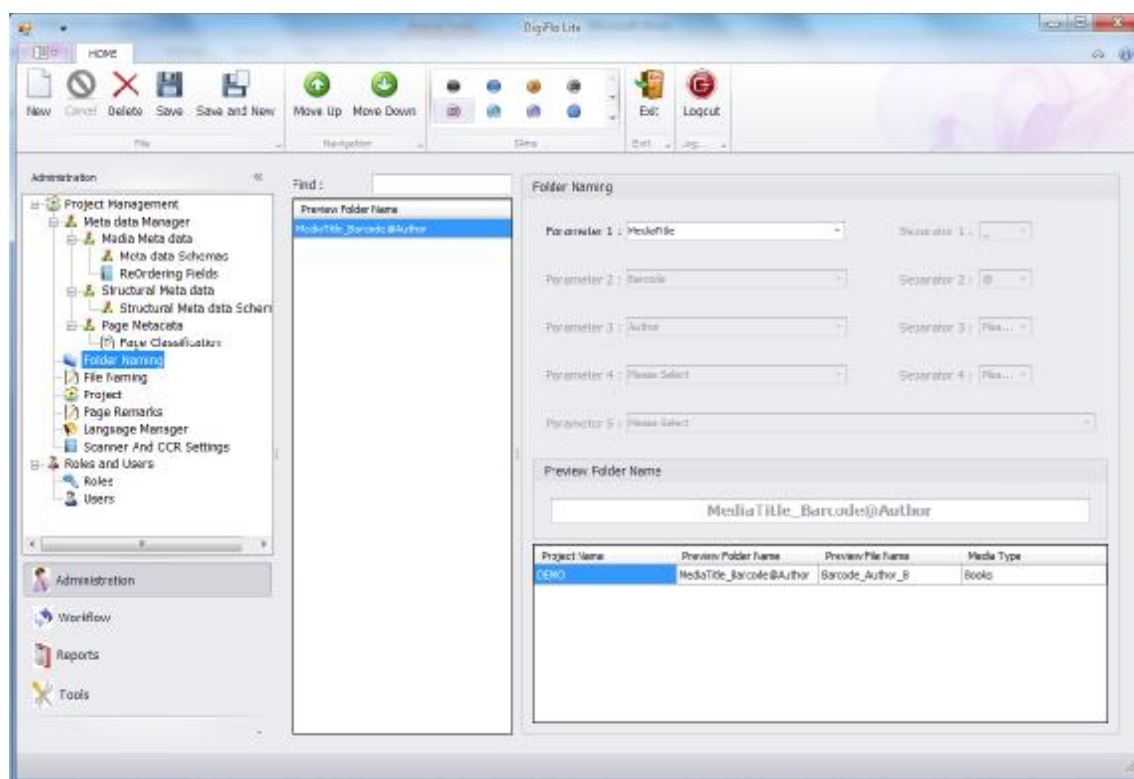 DigiFlo Lite
HOME
New Cancel Delete Save Save and New Move Up Move Down Exit Logout
File Navigation Skins Exit Log...
Administration
Project Management
Meta data Manager
Media Meta data
Meta data Schemas
ReOrdering Fields
Structural Meta data
Structural Meta data Schem
Page Metadata
Page Classification
Folder Naming
File Naming
Project
Page Remarks
Language Manager
Scanner And OCR Settings
Roles and Users
Roles
Users
Administration
Workflow
Reports
Tools
Find :
Preview Folder Name
MediaTitle_Barcode@Author
Folder Naming
Parameter 1 : MediaTitle Separator 1 : _
Parameter 2 : Barcode Separator 2 : @
Parameter 3 : Author Separator 3 : Plea...
Parameter 4 : Please Select Separator 4 : Plea...
Parameter 5 : Please Select
Preview Folder Name
MediaTitle_Barcode@Author
Project Name Preview Folder Name Preview File Name Media Type
DEMO MediaTitle_Barcode@Author Barcode_Author_B Books